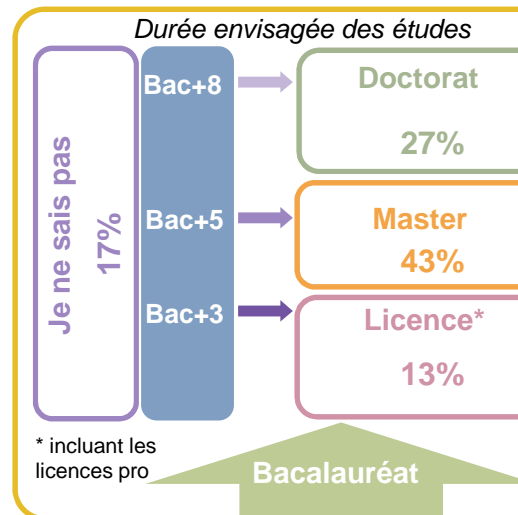 Durée envisagée des études
Je ne sais pas
17%
Bac+8
Doctorat
27%
Bac+5
Master
43%
Bac+3
Licence*
13%
* incluant les
licences pro
Bacalauréat